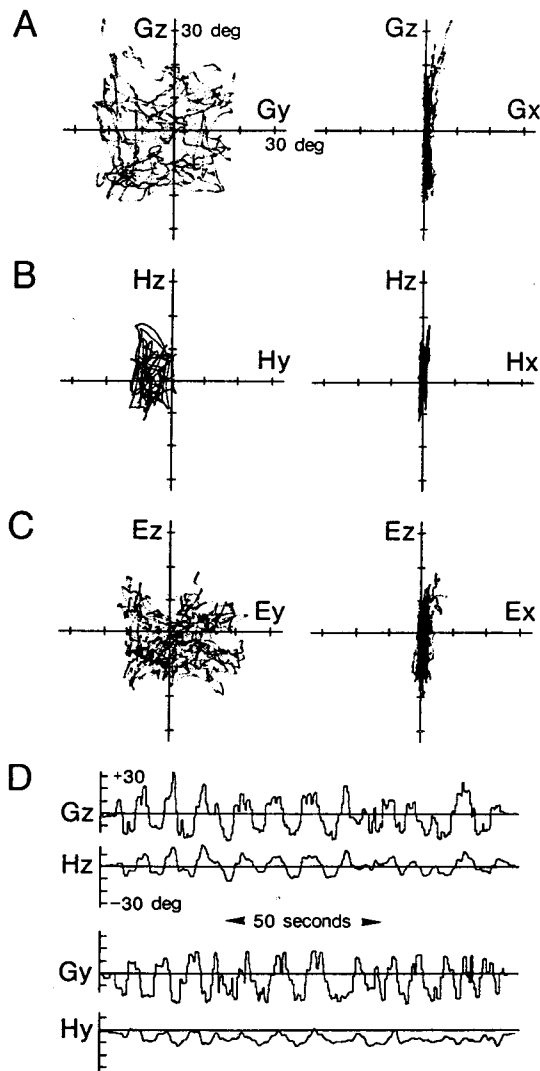 A
Gz 30 deg Gz
Gy Gx
30 deg
B
Hz Hz
Hy Hx
C
Ez Ez
Ey Ex
D
+30
Gz
Hz
-30 deg
50 seconds
Gy
Hy